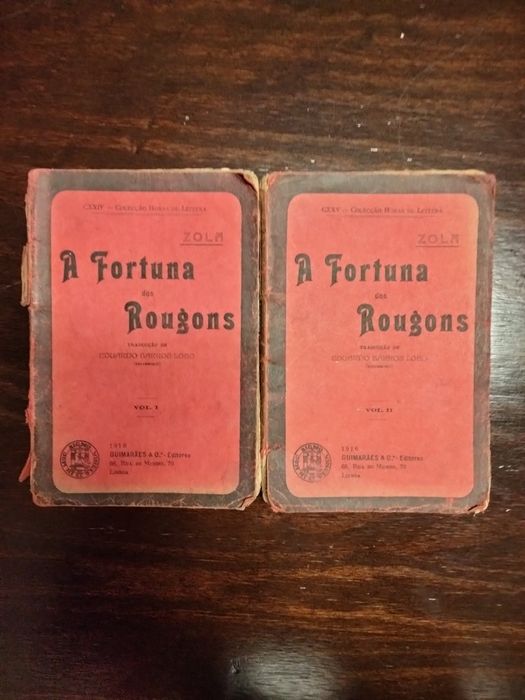 CXXIV — COLECÇÃO HORAS DE LEITURA
ZOLA
A Fortuna
dos
Rougons
TRADUCÇÃO DE
EDUARDO BARROS LOBO
VOL. I
1916
GUIMARÃES & C.ª - Editores
68, RUA DO MUNDO, 70
LISBOA
CXXV — COLECÇÃO HORAS DE LEITURA
ZOLA
A Fortuna
dos
Rougons
TRADUCÇÃO DE
EDUARDO BARROS LOBO
VOL. II
1916
GUIMARÃES & C.ª - Editores
68, RUA DO MUNDO, 70
LISBOA